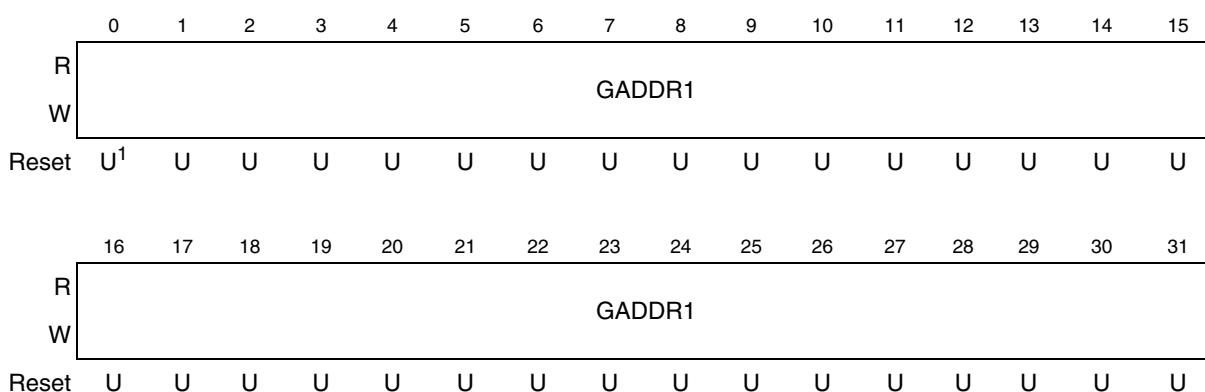 0 1 2 3 4 5 6 7 8 9 10 11 12 13 14 15
R
GADDR1
W
Reset U¹ U U U U U U U U U U U U U U U
16 17 18 19 20 21 22 23 24 25 26 27 28 29 30 31
R
GADDR1
W
Reset U U U U U U U U U U U U U U U U